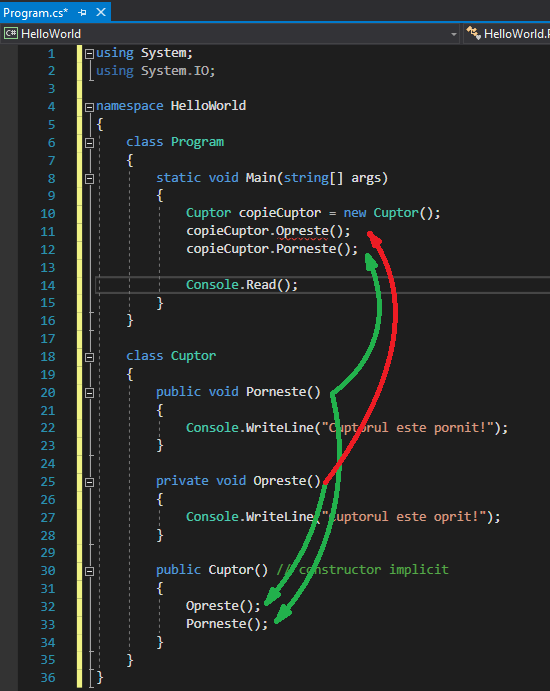 Program.cs*
HelloWorld HelloWorld.P
1 using System;
2 using System.IO;
3
4 namespace HelloWorld
5 {
6 class Program
7 {
8 static void Main(string[] args)
9 {
10 Cuptor copieCuptor = new Cuptor();
11 copieCuptor.Opreste();
12 copieCuptor.Porneste();
13
14 Console.Read();
15 }
16 }
17
18 class Cuptor
19 {
20 public void Porneste()
21 {
22 Console.WriteLine("Cuptorul este pornit!");
23 }
24
25 private void Opreste()
26 {
27 Console.WriteLine("Cuptorul este oprit!");
28 }
29
30 public Cuptor() // constructor implicit
31 {
32 Opreste();
33 Porneste();
34 }
35 }
36 }